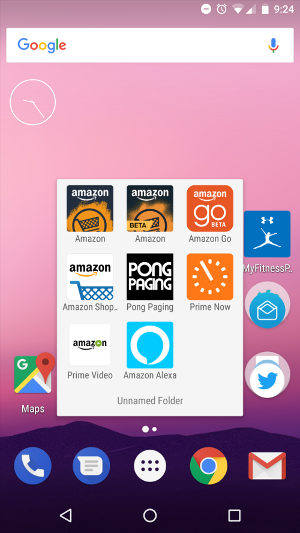 9:24
Google
amazon
amazon
amazon
BETA
go
BETA
Amazon
Amazon
Amazon Go
MyFitnessP..
amazon
PONG
PAGING
Amazon Shop..
Pong Paging
Prime Now
amazon
G
Prime Video
Amazon Alexa
Unnamed Folder
Maps